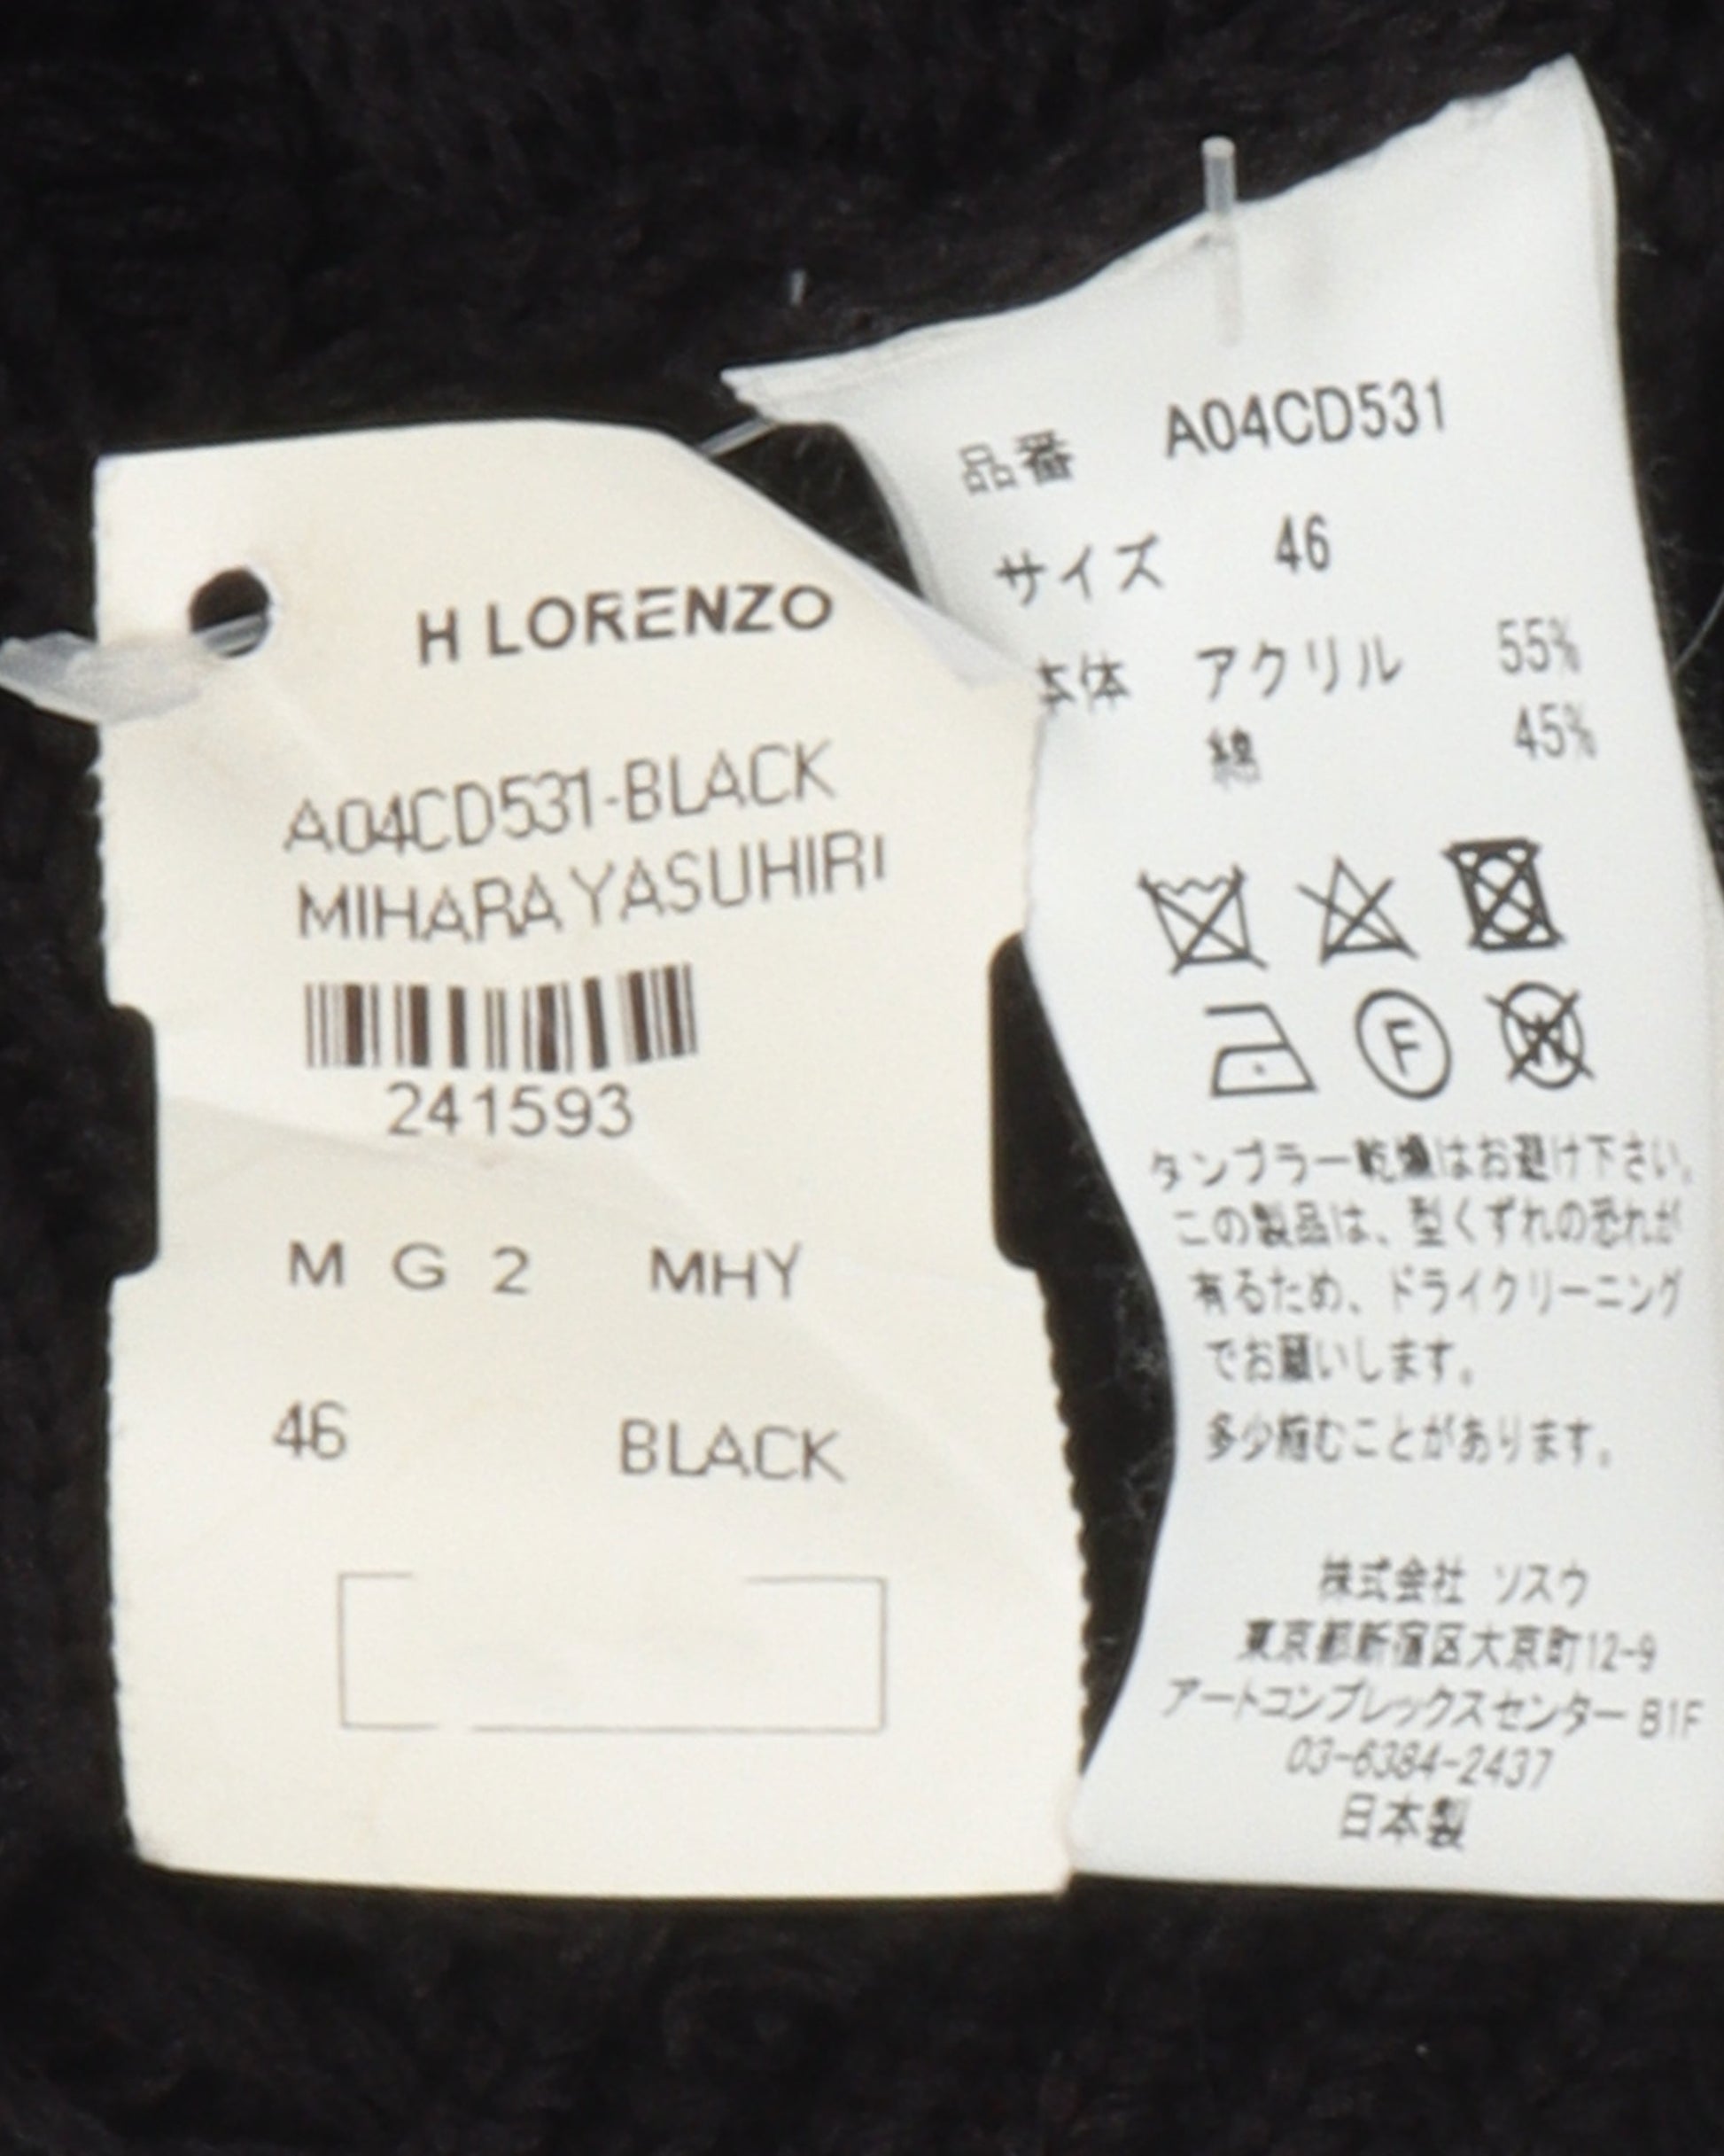 H LORENZO
A04CD531-BLACK
MIHARA YASUHIRI
241593
M G 2 MHY
46 BLACK
品番 A04CD531
サイズ 46
本体 アクリル 55%
綿 45%
F
W
タンブラー乾燥はお避け下さい。
この製品は、型くずれの恐れが
有るため、ドライクリーニング
でお願いします。
多少縮むことがあります。
株式会社 ソスウ
東京都新宿区大京町12-9
アートコンプレックスセンター B1F
03-6384-2437
日本製